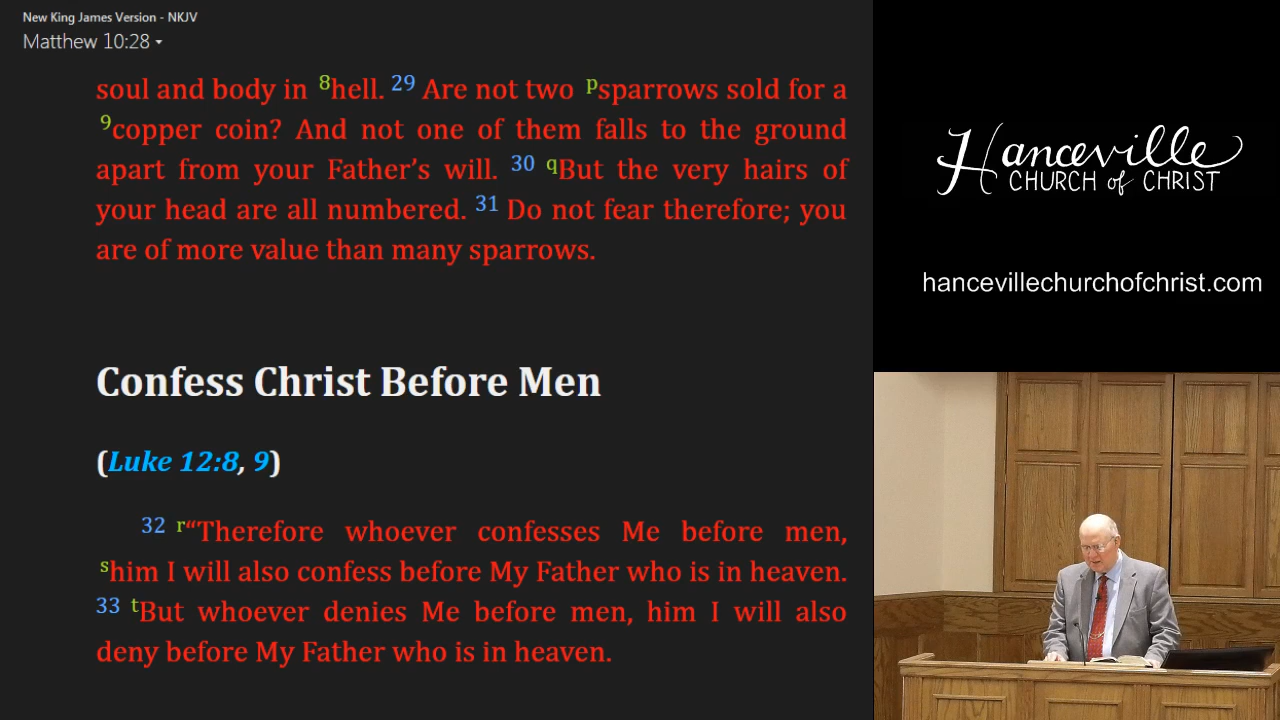 New King James Version - NKJV
Matthew 10:28
soul and body in 8hell. 29 Are not two psparrows sold for a
9copper coin? And not one of them falls to the ground
apart from your Father’s will. 30 qBut the very hairs of
your head are all numbered. 31 Do not fear therefore; you
are of more value than many sparrows.
Confess Christ Before Men
(Luke 12:8, 9)
32 r“Therefore whoever confesses Me before men,
shim I will also confess before My Father who is in heaven.
33 tBut whoever denies Me before men, him I will also
deny before My Father who is in heaven.
Hanceville
CHURCH of CHRIST
hancevillechurchofchrist.com